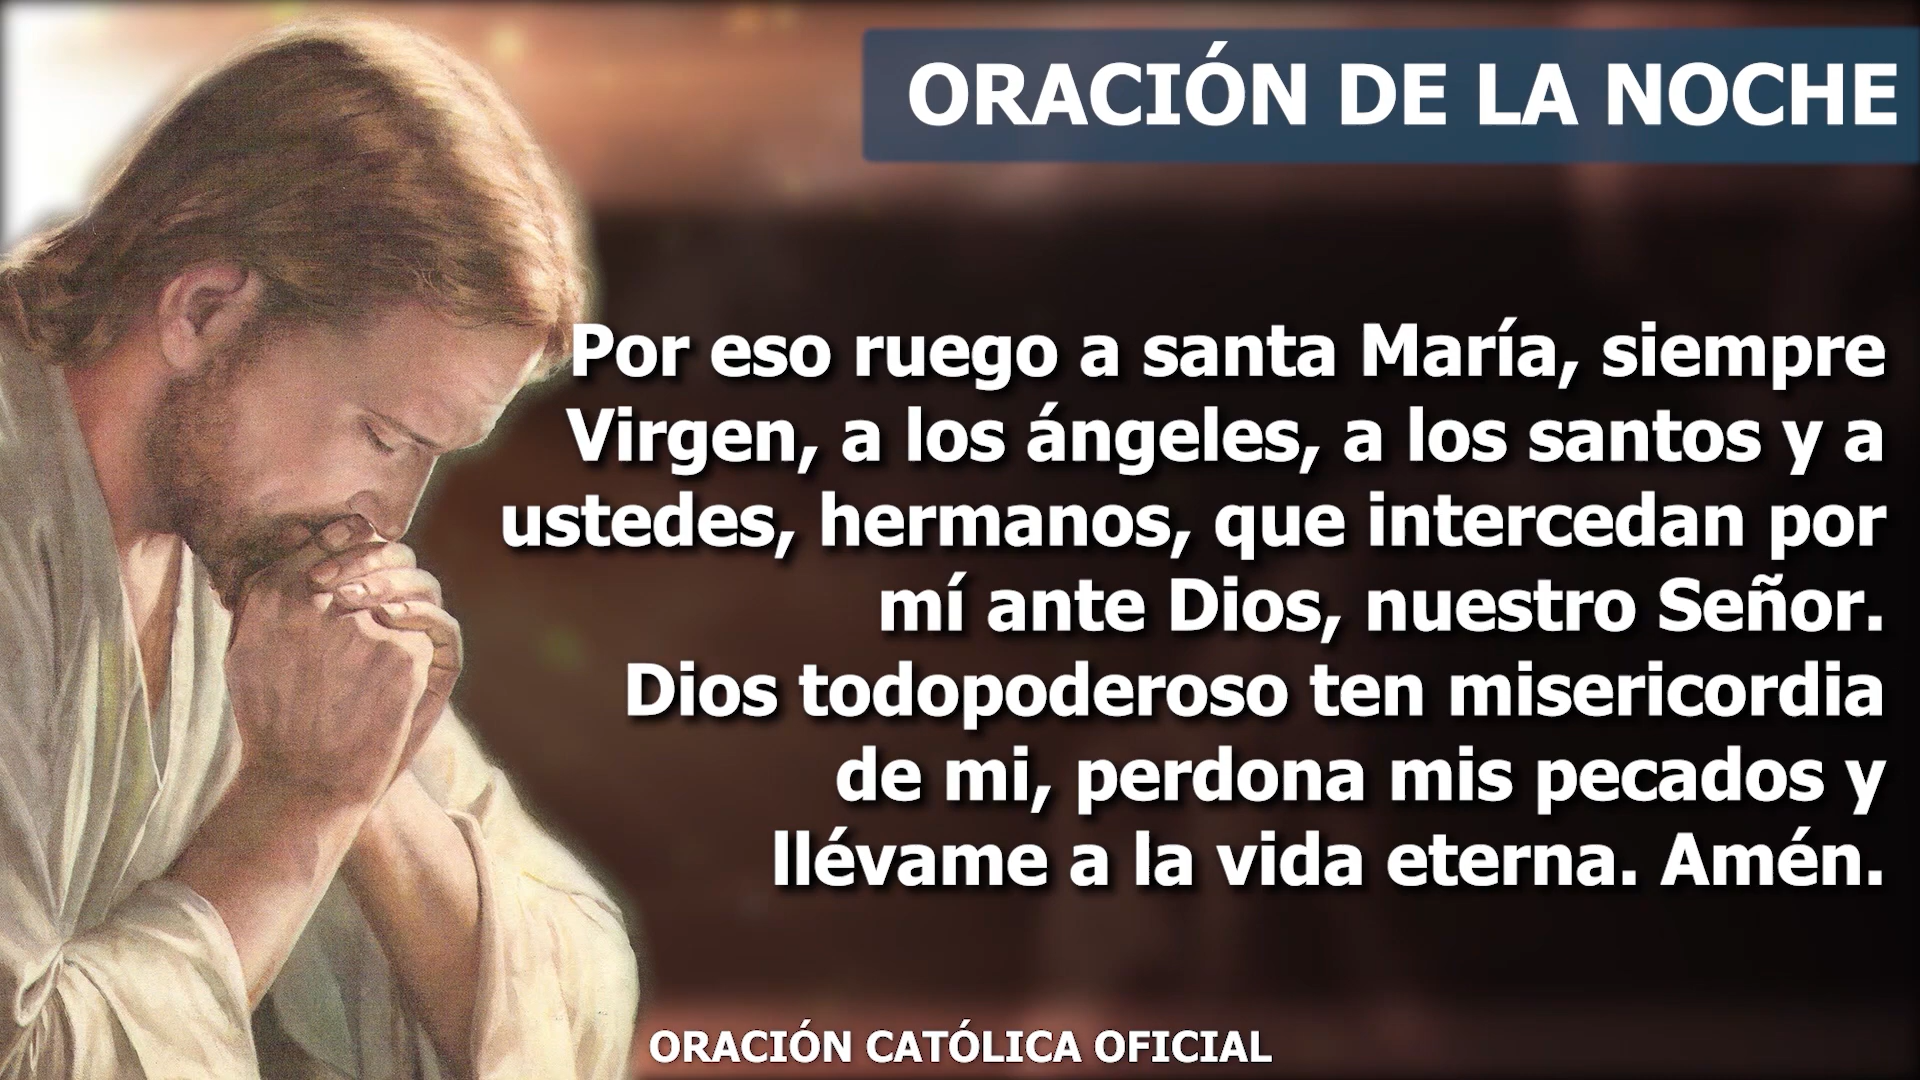 ORACIÓN DE LA NOCHE
Por eso ruego a santa María, siempre
Virgen, a los ángeles, a los santos y a
ustedes, hermanos, que intercedan por
mí ante Dios, nuestro Señor.
Dios todopoderoso ten misericordia
de mi, perdona mis pecados y
llévame a la vida eterna. Amén.
ORACIÓN CATÓLICA OFICIAL